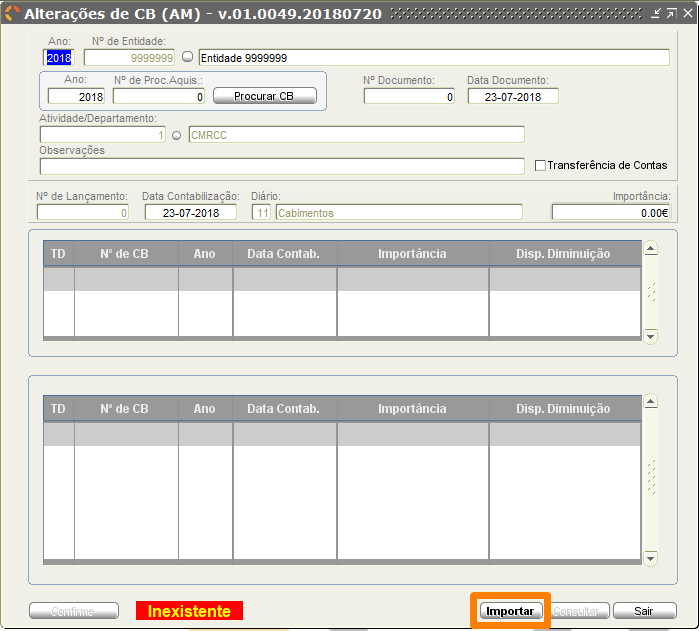 Alterações de CB (AM) - v.01.0049.20180720
Ano: Nº de Entidade:
2018 9999999 Entidade 9999999
Ano: Nº de Proc.Aquis.: Nº Documento: Data Documento:
2018 0 Procurar CB 0 23-07-2018
Atividade/Departamento:
1 CMRCC
Observações
Transferência de Contas
Nº de Lançamento: Data Contabilização: Diário: Importância:
0 23-07-2018 11 Cabimentos 0.00€
TD Nº de CB Ano Data Contab. Importância Disp. Diminuição
TD Nº de CB Ano Data Contab. Importância Disp. Diminuição
Confirme Inexistente Importar Consultar Sair